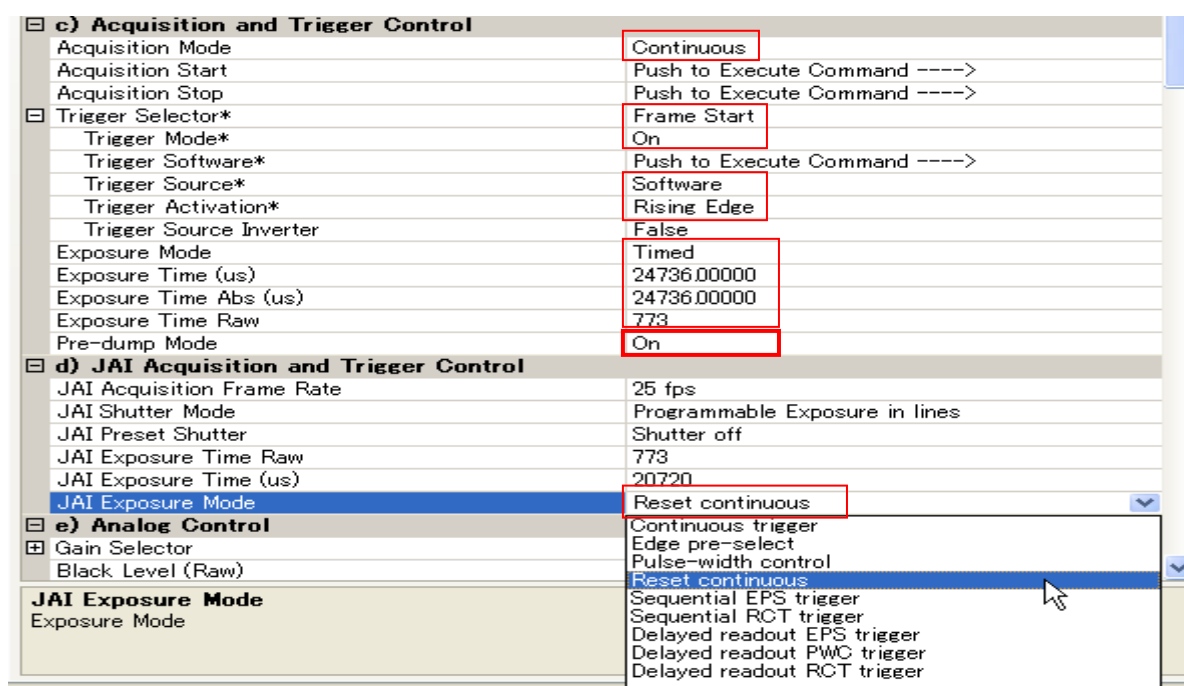 c) Acquisition and Trigger Control
Acquisition Mode Continuous
Acquisition Start Push to Execute Command ---->
Acquisition Stop Push to Execute Command ---->
Trigger Selector* Frame Start
Trigger Mode* On
Trigger Software* Push to Execute Command ---->
Trigger Source* Software
Trigger Activation* Rising Edge
Trigger Source Inverter False
Exposure Mode Timed
Exposure Time (us) 24736.00000
Exposure Time Abs (us) 24736.00000
Exposure Time Raw 773
Pre-dump Mode On
d) JAI Acquisition and Trigger Control
JAI Acquisition Frame Rate 25 fps
JAI Shutter Mode Programmable Exposure in lines
JAI Preset Shutter Shutter off
JAI Exposure Time Raw 773
JAI Exposure Time (us) 20720
JAI Exposure Mode Reset continuous
e) Analog Control
Gain Selector
Black Level (Raw)
Continuous trigger
Edge pre-select
Pulse-width control
Reset continuous
Sequential EPS trigger
Sequential RCT trigger
Delayed readout EPS trigger
Delayed readout PWC trigger
Delayed readout RCT trigger
JAI Exposure Mode
Exposure Mode